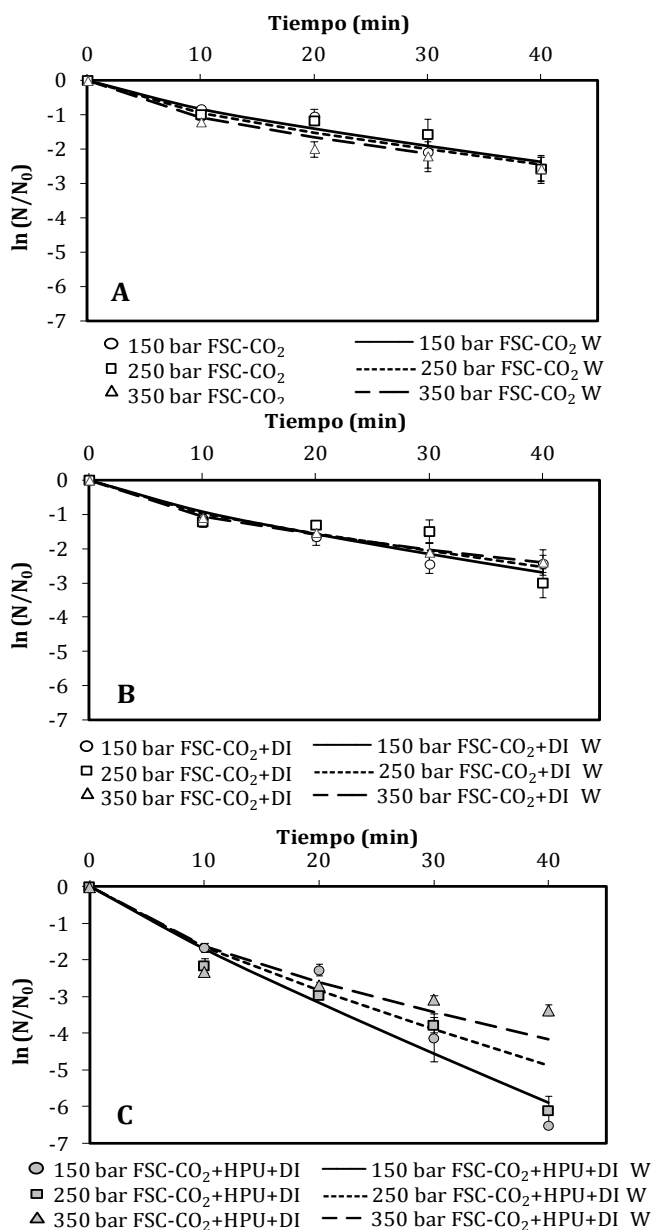 Tiempo (min)
0 10 20 30 40
ln (N/N₀)
0
-1
-2
-3
-4
-5
-6
-7
A
150 bar FSC-CO₂
250 bar FSC-CO₂
350 bar FSC-CO₂
150 bar FSC-CO₂ W
250 bar FSC-CO₂ W
350 bar FSC-CO₂ W
Tiempo (min)
0 10 20 30 40
ln (N/N₀)
0
-1
-2
-3
-4
-5
-6
-7
B
150 bar FSC-CO₂+DI
250 bar FSC-CO₂+DI
350 bar FSC-CO₂+DI
150 bar FSC-CO₂+DI W
250 bar FSC-CO₂+DI W
350 bar FSC-CO₂+DI W
Tiempo (min)
0 10 20 30 40
ln (N/N₀)
0
-1
-2
-3
-4
-5
-6
-7
C
150 bar FSC-CO₂+HPU+DI
250 bar FSC-CO₂+HPU+DI
350 bar FSC-CO₂+HPU+DI
150 bar FSC-CO₂+HPU+DI W
250 bar FSC-CO₂+HPU+DI W
350 bar FSC-CO₂+HPU+DI W